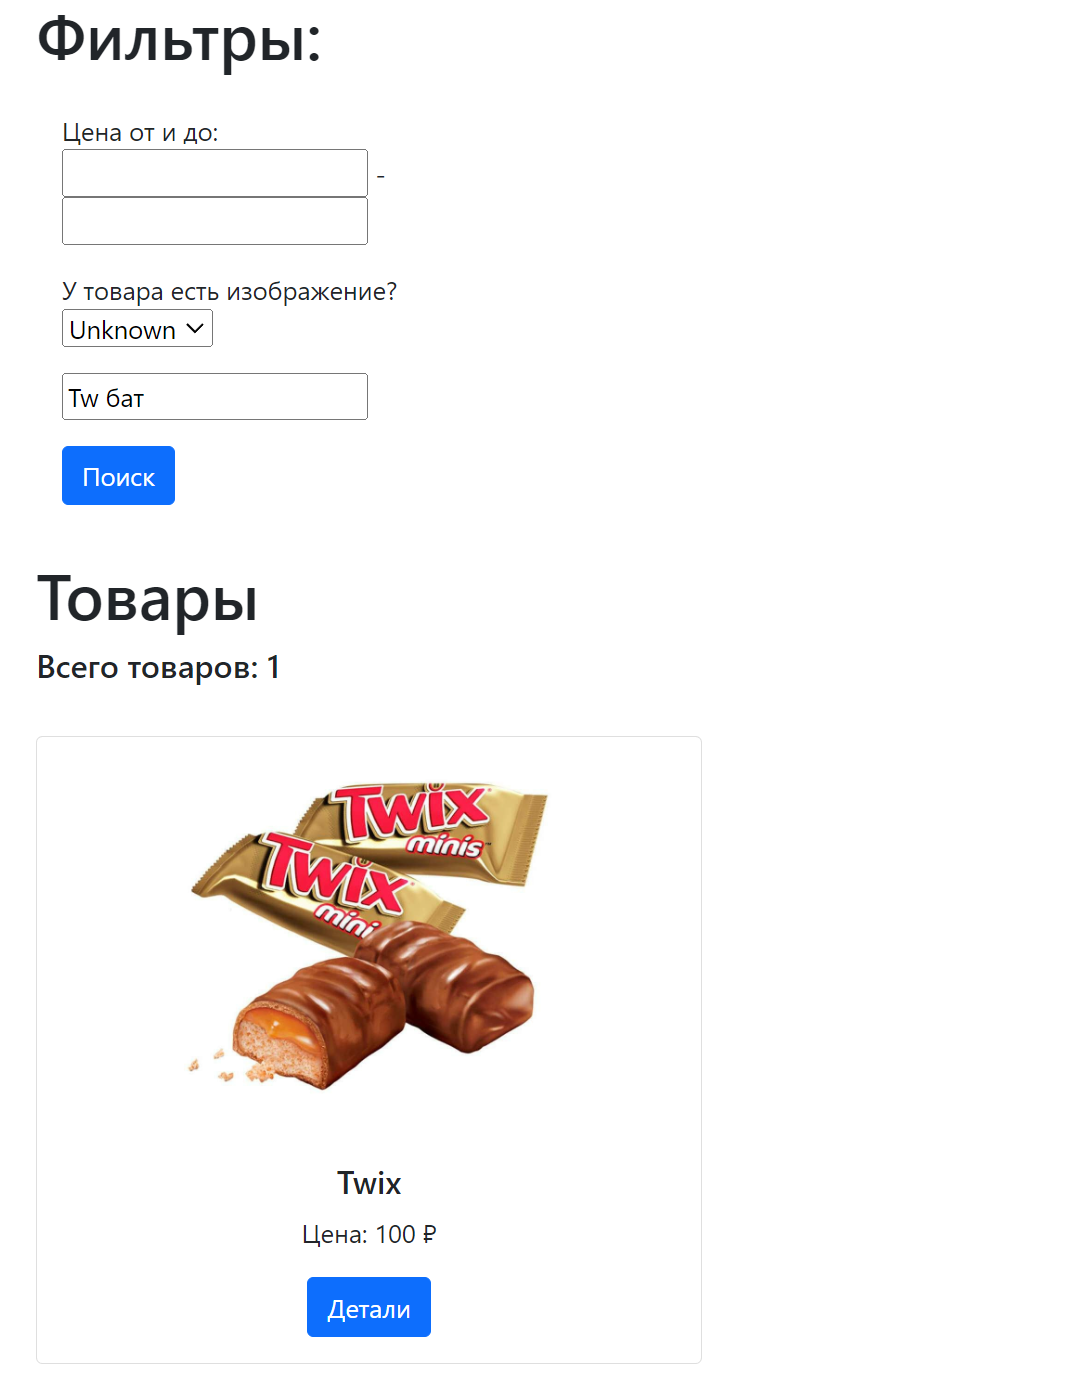 Фильтры:
Цена от и до:
-
У товара есть изображение?
Unknown
Tw бат
Поиск
Товары
Всего товаров: 1
TWIX
minis
TWIX
mini
Twix
Цена: 100 ₽
Детали